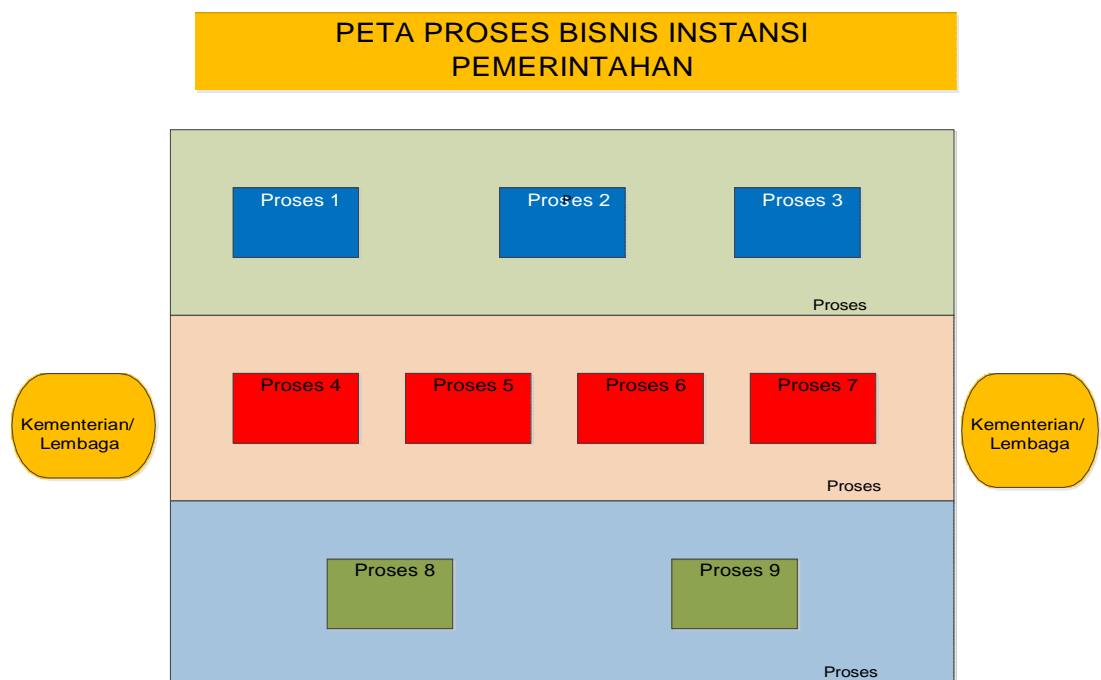 PETA PROSES BISNIS INSTANSI
PEMERINTAHAN
Proses 1
Proses 2
Proses 3
Proses
Proses 4
Proses 5
Proses 6
Proses 7
Kementerian/
Lembaga
Kementerian/
Lembaga
Proses
Proses 8
Proses 9
Proses